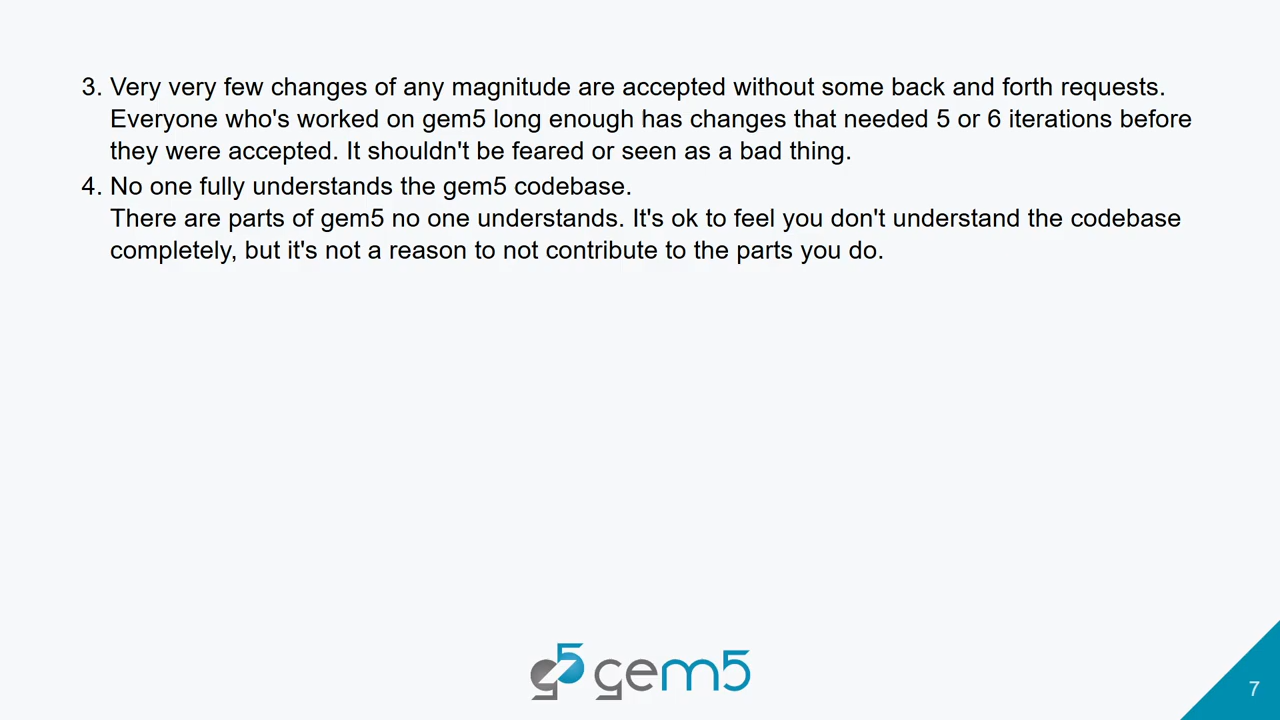 3. Very very few changes of any magnitude are accepted without some back and forth requests.
Everyone who's worked on gem5 long enough has changes that needed 5 or 6 iterations before
they were accepted. It shouldn't be feared or seen as a bad thing.
4. No one fully understands the gem5 codebase.
There are parts of gem5 no one understands. It's ok to feel you don't understand the codebase
completely, but it's not a reason to not contribute to the parts you do.
g5 gem5
7